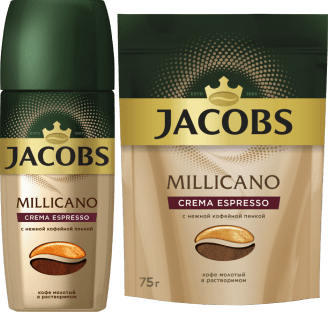 JACOBS
MILLICANO
CREMA ESPRESSO
с нежной кофейной пенкой
кофе молотый
в растворимом
JACOBS
MILLICANO
CREMA ESPRESSO
с нежной кофейной пенкой
75 г
кофе молотый
в растворимом